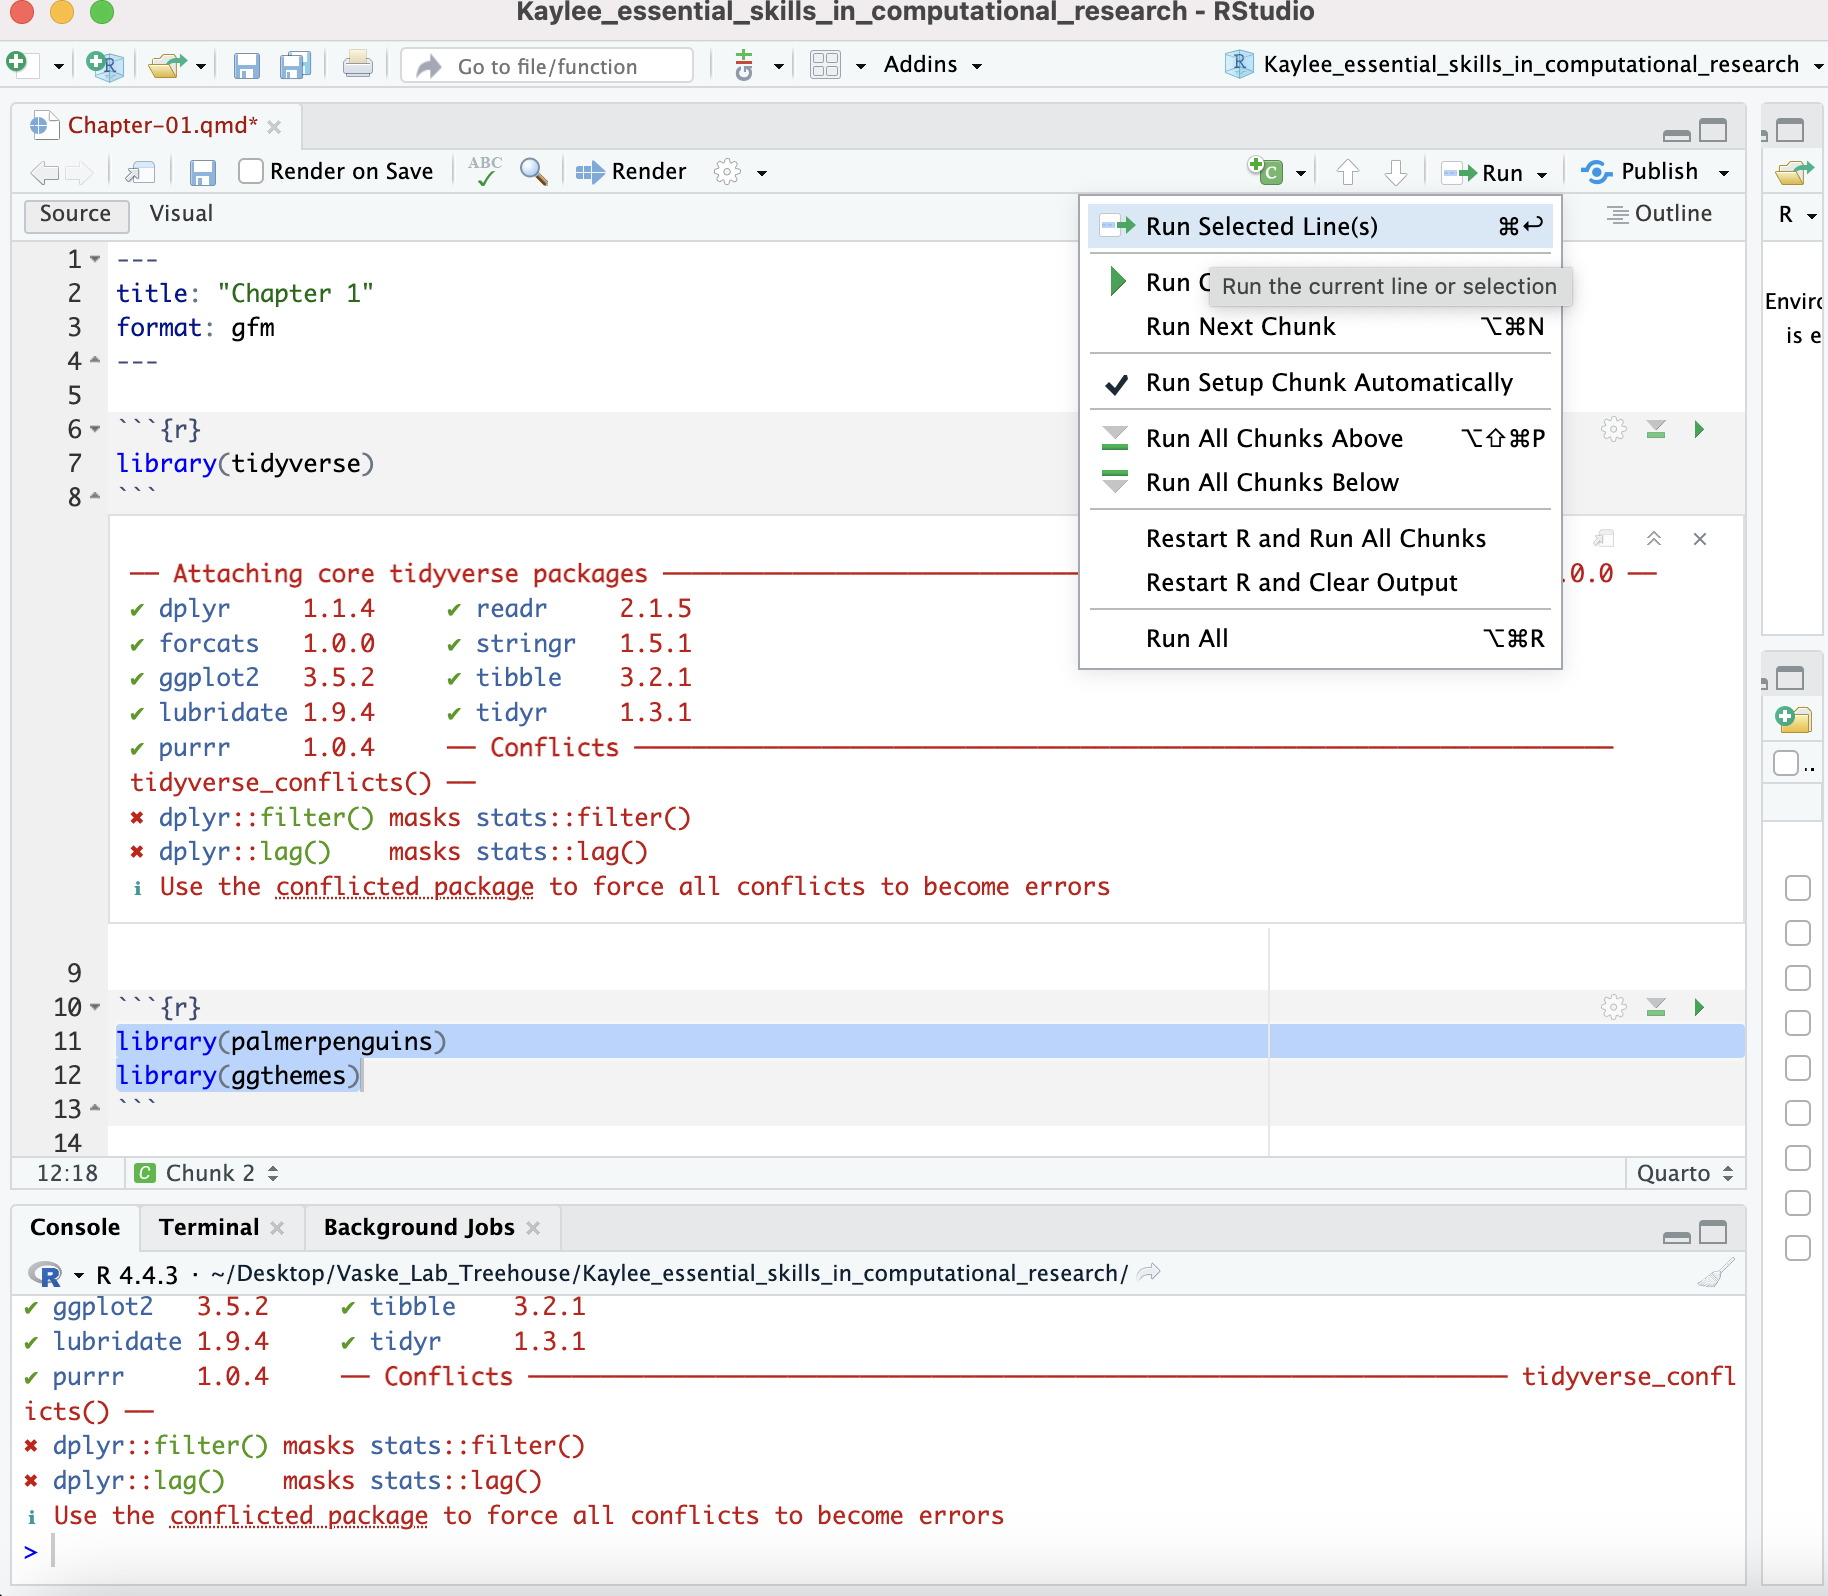 Kaylee_essential_skills_in_computational_research - RStudio
Go to file/function
Addins
Kaylee_essential_skills_in_computational_research
Chapter-01.qmd*
Render on Save
ABC
Render
Run
Publish
Source
Visual
Outline
R
Run Selected Line(s) ⌘↩
Run C
Run the current line or selection
Run Next Chunk ⌥⌘N
Run Setup Chunk Automatically
Run All Chunks Above ⌥⇧⌘P
Run All Chunks Below
Restart R and Run All Chunks
Restart R and Clear Output
Run All ⌥⌘R
1 ---
2 title: "Chapter 1"
3 format: gfm
4 ---
5
6 ```{r}
7 library(tidyverse)
8 ```
── Attaching core tidyverse packages ── .0.0 ──
✔ dplyr 1.1.4 ✔ readr 2.1.5
✔ forcats 1.0.0 ✔ stringr 1.5.1
✔ ggplot2 3.5.2 ✔ tibble 3.2.1
✔ lubridate 1.9.4 ✔ tidyr 1.3.1
✔ purrr 1.0.4 ── Conflicts ──
tidyverse_conflicts() ──
✖ dplyr::filter() masks stats::filter()
✖ dplyr::lag() masks stats::lag()
ℹ Use the conflicted package to force all conflicts to become errors
9
10 ```{r}
11 library(palmerpenguins)
12 library(ggthemes)
13 ```
14
12:18
C Chunk 2
Quarto
Envir
is e
..
Console
Terminal
Background Jobs
R 4.4.3 · ~/Desktop/Vaske_Lab_Treehouse/Kaylee_essential_skills_in_computational_research/
✔ ggplot2 3.5.2 ✔ tibble 3.2.1
✔ lubridate 1.9.4 ✔ tidyr 1.3.1
✔ purrr 1.0.4 ── Conflicts ── tidyverse_confl
icts() ──
✖ dplyr::filter() masks stats::filter()
✖ dplyr::lag() masks stats::lag()
ℹ Use the conflicted package to force all conflicts to become errors
>